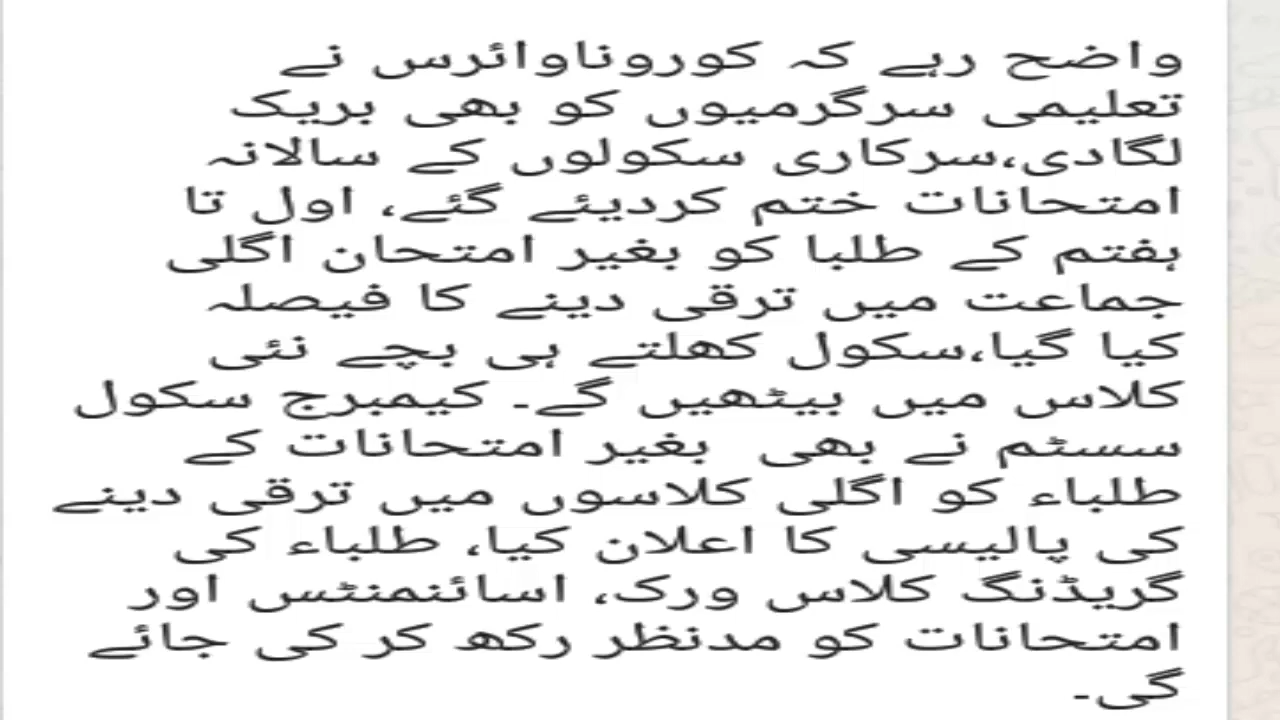 واضح رہے کہ کوروناوائرس نے
تعلیمی سرگرمیوں کو بھی بریک
لگادی،سرکاری سکولوں کے سالانہ
امتحانات ختم کردیئے گئے، اول تا
ہفتم کے طلبا کو بغیر امتحان اگلی
جماعت میں ترقی دینے کا فیصلہ
کیا گیا،سکول کھلتے ہی بچے نئی
کلاس میں بیٹھیں گے۔ کیمبرج سکول
سسٹم نے بھی بغیر امتحانات کے
طلباء کو اگلی کلاسوں میں ترقی دینے
کی پالیسی کا اعلان کیا، طلباء کی
گریڈنگ کلاس ورک، اسائنمنٹس اور
امتحانات کو مدنظر رکھ کر کی جائے
گی۔